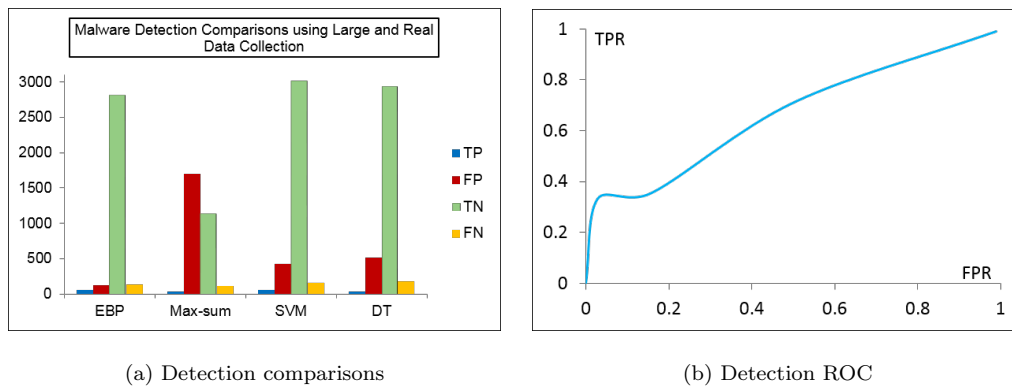 Malware Detection Comparisons using Large and Real
Data Collection
3000
2500
2000
1500
1000
500
0
EBP Max-sum SVM DT
TP
FP
TN
FN
(a) Detection comparisons
TPR
1
0.8
0.6
0.4
0.2
0
FPR
0 0.2 0.4 0.6 0.8 1
(b) Detection ROC